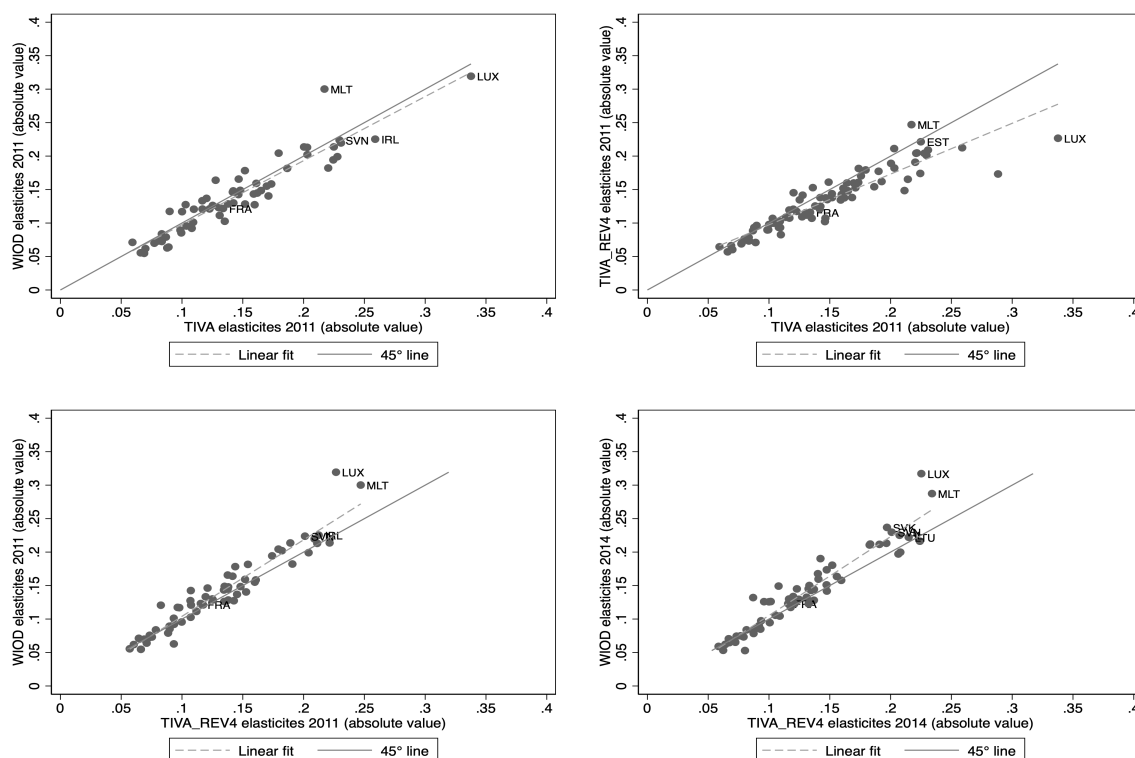 WIOD elasticites 2011 (absolute value)
0 .05 .1 .15 .2 .25 .3 .35 .4
MLT
LUX
SVN IRL
FRA
0 .05 .1 .15 .2 .25 .3 .35 .4
TIVA elasticites 2011 (absolute value)
Linear fit 45° line
TIVA_REV4 elasticites 2011 (absolute value)
0 .05 .1 .15 .2 .25 .3 .35 .4
MLT
EST
LUX
FRA
0 .05 .1 .15 .2 .25 .3 .35 .4
TIVA elasticites 2011 (absolute value)
Linear fit 45° line
WIOD elasticites 2011 (absolute value)
0 .05 .1 .15 .2 .25 .3 .35 .4
LUX
MLT
IRL
FRA
0 .05 .1 .15 .2 .25 .3 .35 .4
TIVA_REV4 elasticites 2011 (absolute value)
Linear fit 45° line
WIOD elasticites 2014 (absolute value)
0 .05 .1 .15 .2 .25 .3 .35 .4
LUX
MLT
SVK
FRA
0 .05 .1 .15 .2 .25 .3 .35 .4
TIVA_REV4 elasticites 2014 (absolute value)
Linear fit 45° line